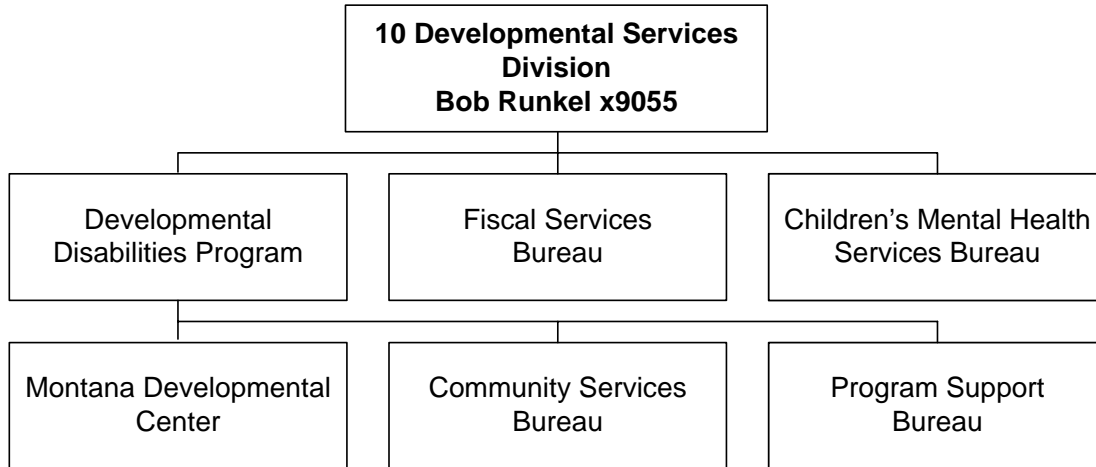 10 Developmental Services
Division
Bob Runkel x9055
Developmental
Disabilities Program
Fiscal Services
Bureau
Children’s Mental Health
Services Bureau
Montana Developmental
Center
Community Services
Bureau
Program Support
Bureau